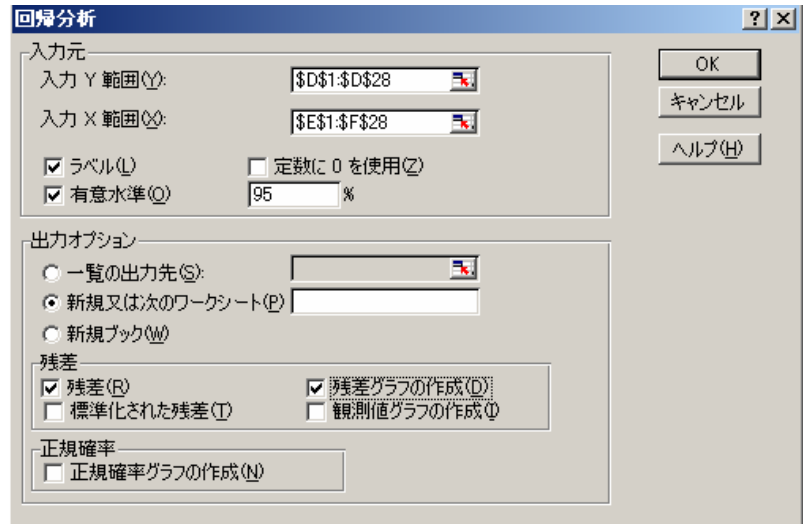 回帰分析
入力元
入力 Y 範囲(Y): $D$1:$D$28
入力 X 範囲(X): $E$1:$F$28
ラベル(L) 定数に 0 を使用(Z)
有意水準(O) 95 %
OK
キャンセル
ヘルプ(H)
出力オプション
一覧の出力先(S):
新規又は次のワークシート(P)
新規ブック(W)
残差
残差(R) 残差グラフの作成(D)
標準化された残差(T) 観測値グラフの作成(I)
正規確率
正規確率グラフの作成(N)